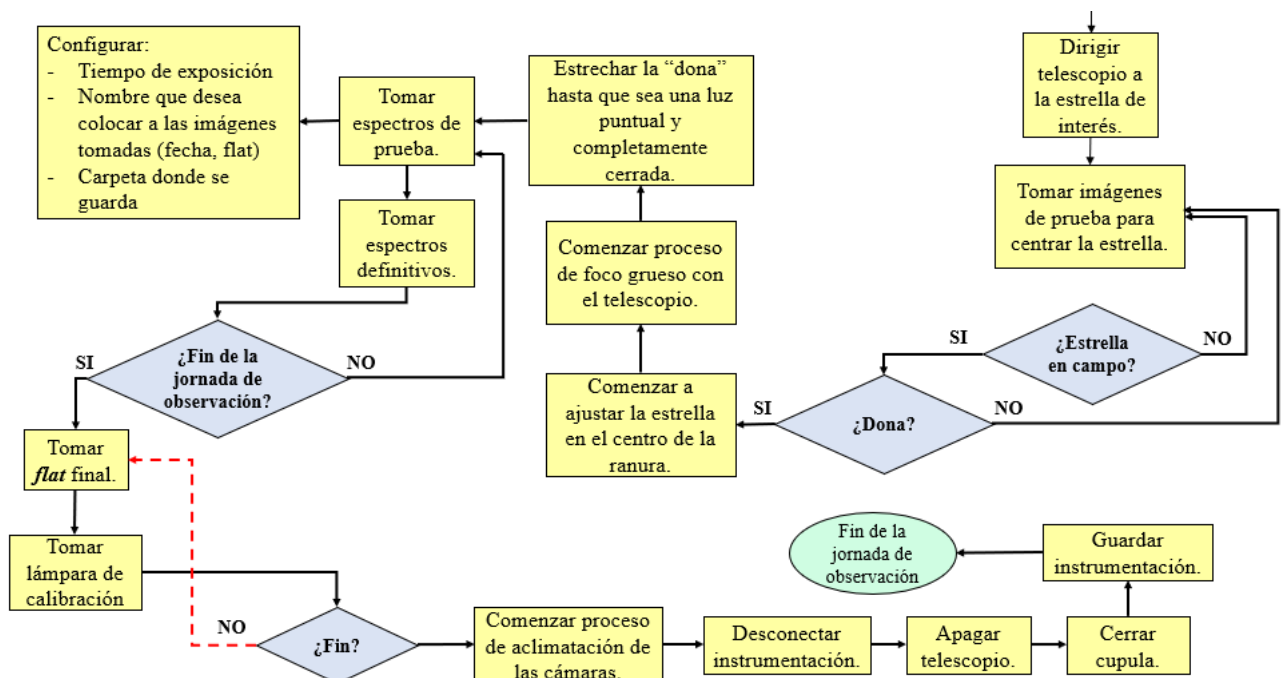 Dirigir
telescopio a
la estrella de
interés.
Tomar imágenes
de prueba para
centrar la estrella.
¿Estrella
en campo?
SI
NO
¿Dona?
SI
NO
Comenzar a
ajustar la estrella
en el centro de la
ranura.
Comenzar proceso
de foco grueso con
el telescopio.
Estrechar la “dona”
hasta que sea una luz
puntual y
completamente
cerrada.
Tomar
espectros de
prueba.
Configurar:
- Tiempo de exposición
- Nombre que desea
colocar a las imágenes
tomadas (fecha, flat)
- Carpeta donde se
guarda
Tomar
espectros
definitivos.
¿Fin de la
jornada de
observación?
SI
NO
Tomar
flat final.
Tomar
lámpara de
calibración
¿Fin?
NO
Comenzar proceso
de aclimatación de
las cámaras.
Desconectar
instrumentación.
Apagar
telescopio.
Cerrar
cupula.
Guardar
instrumentación.
Fin de la
jornada de
observación